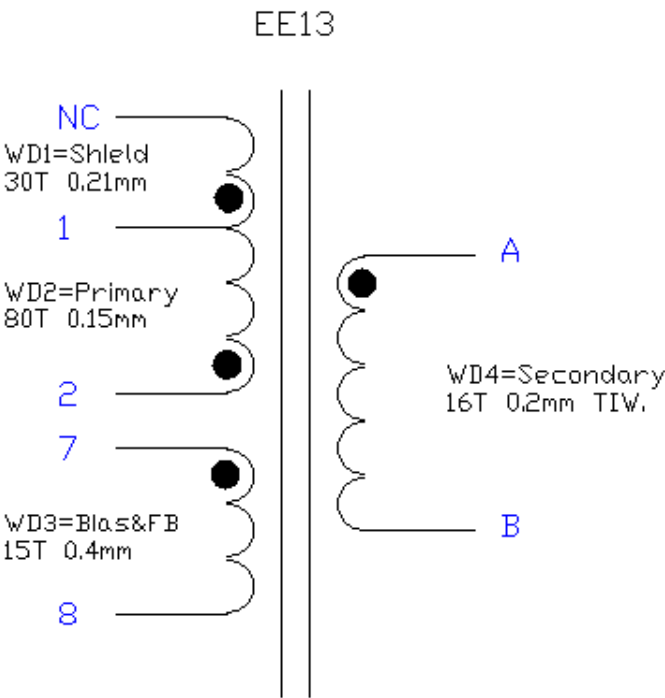 EE13
NC
WD1=Shield
30T 0.21mm
1
WD2=Primary
80T 0.15mm
2
7
WD3=Bias&FB
15T 0.4mm
8
A
WD4=Secondary
16T 0.2mm TIW.
B